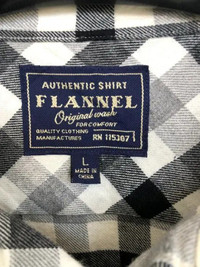 AUTHENTIC SHIRT
FLANNEL
Original wash
FOR COMFORT
QUALITY CLOTHING
MANUFACTURES RN 115307
L
MADE IN
CHINA